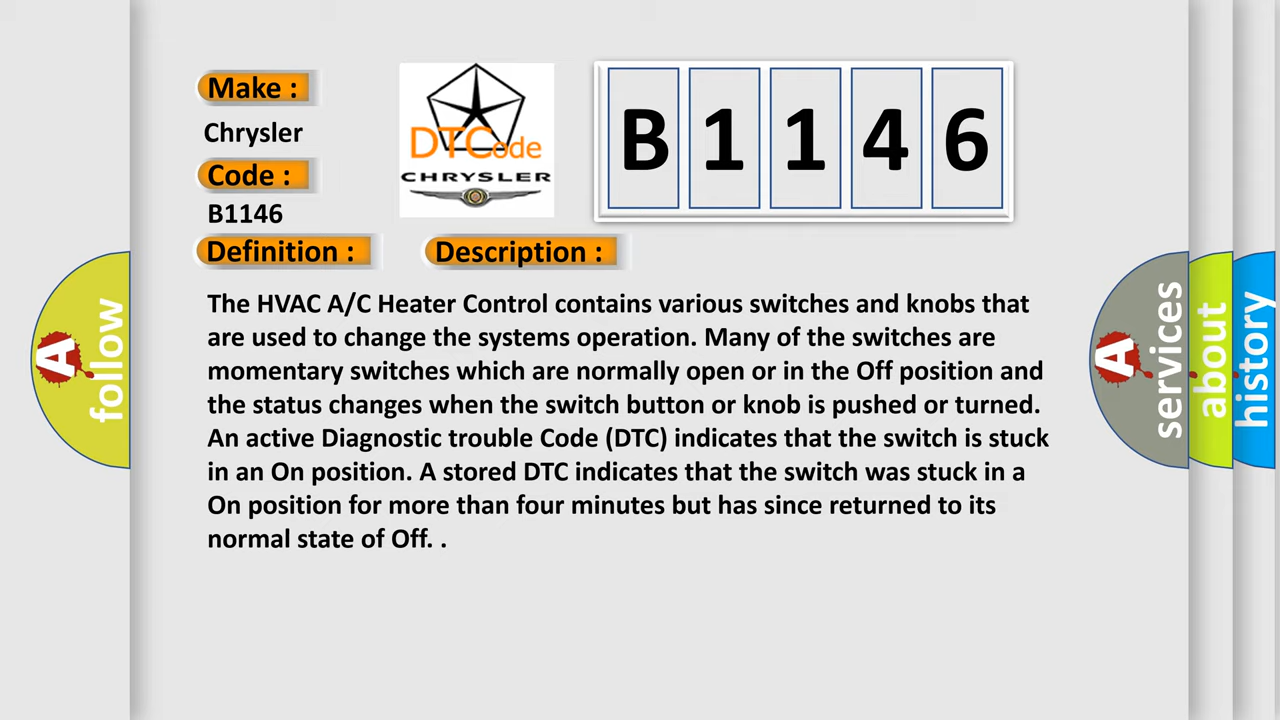 Make :
Chrysler
Code :
B1146
Definition :
Description :
DTCode
CHRYSLER
B 1 1 4 6
The HVAC A/C Heater Control contains various switches and knobs that
are used to change the systems operation. Many of the switches are
momentary switches which are normally open or in the Off position and
the status changes when the switch button or knob is pushed or turned.
An active Diagnostic trouble Code (DTC) indicates that the switch is stuck
in an On position. A stored DTC indicates that the switch was stuck in a
On position for more than four minutes but has since returned to its
normal state of Off. .
A
follow
A
services
about
history